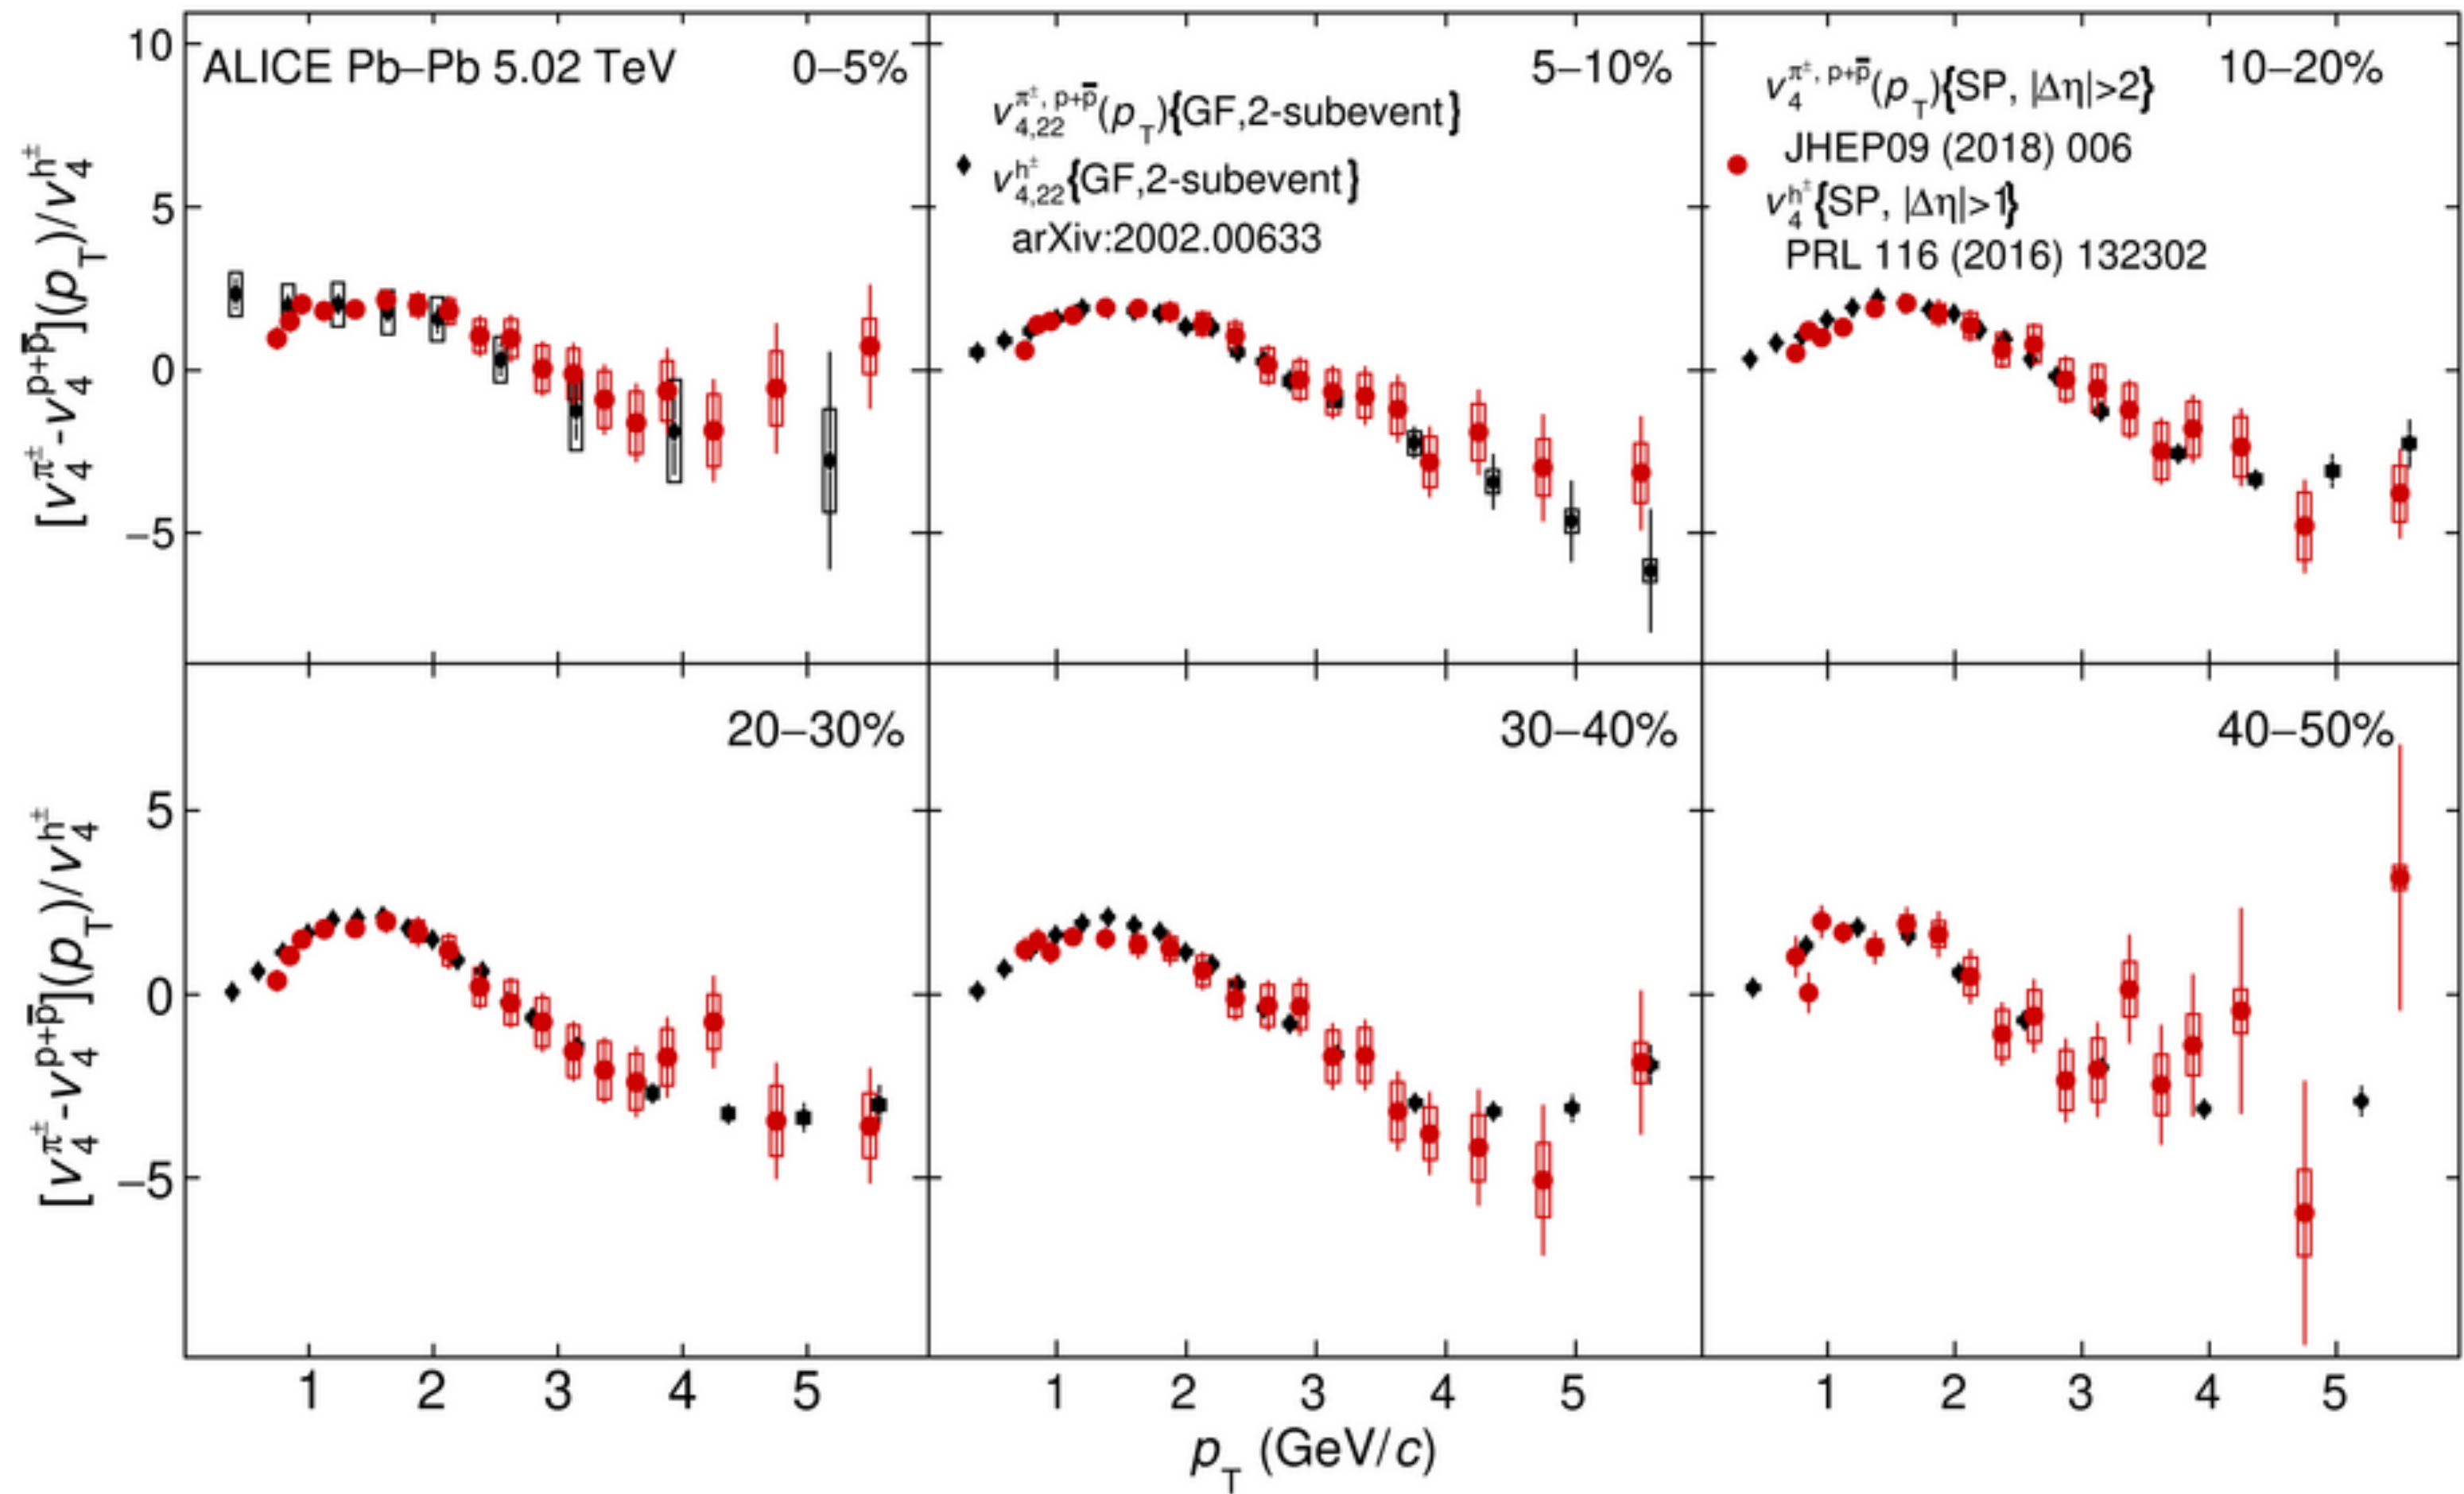 ALICE Pb–Pb 5.02 TeV 0–5%
5–10%
v_{4,22}^{π^±, p+p̅}(p_T){GF,2-subevent}
v_{4,22}^{h^±}{GF,2-subevent}
arXiv:2002.00633
10–20%
v_4^{π^±, p+p̅}(p_T){SP, |Δη|>2}
JHEP09 (2018) 006
v_4^{h^±}{SP, |Δη|>1}
PRL 116 (2016) 132302
10
5
0
−5
[v_4^{π^±}-v_4^{p+p̅}](p_T)/v_4^{h^±}
20–30%
30–40%
40–50%
5
0
−5
[v_4^{π^±}-v_4^{p+p̅}](p_T)/v_4^{h^±}
1 2 3 4 5
1 2 3 4 5
1 2 3 4 5
p_T (GeV/c)